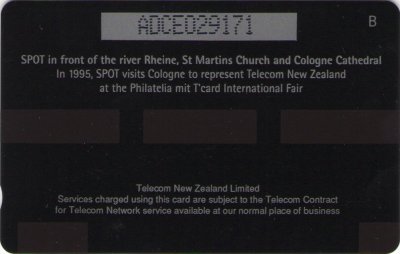 ADCE029171
B
SPOT in front of the river Rheine, St Martins Church and Cologne Cathedral
In 1995, SPOT visits Cologne to represent Telecom New Zealand
at the Philatelia mit T'card International Fair
Telecom New Zealand Limited
Services charged using this card are subject to the Telecom Contract
for Telecom Network service available at our normal place of business